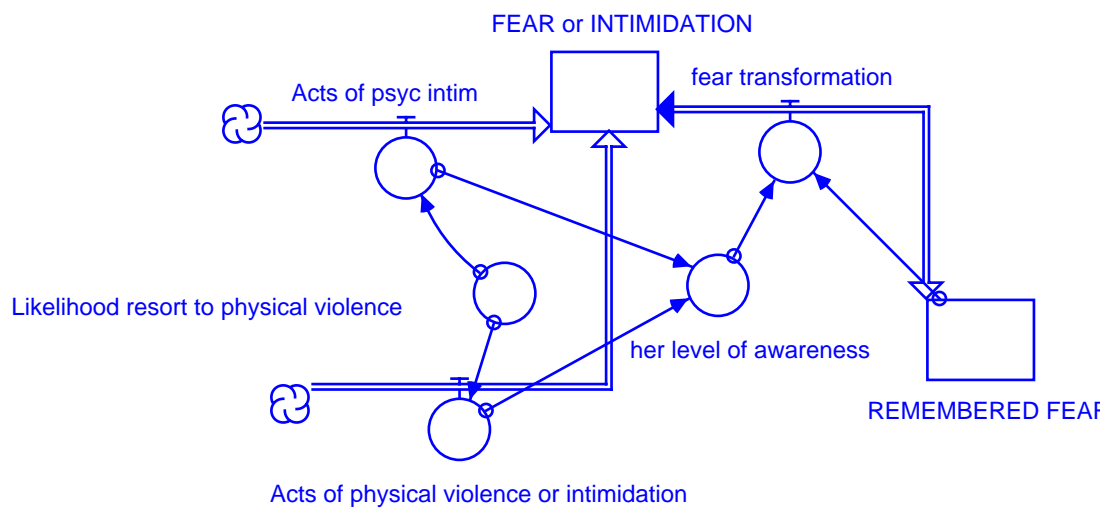 FEAR or INTIMIDATION
fear transformation
Acts of psyc intim
Likelihood resort to physical violence
her level of awareness
REMEMBERED FEAR
Acts of physical violence or intimidation